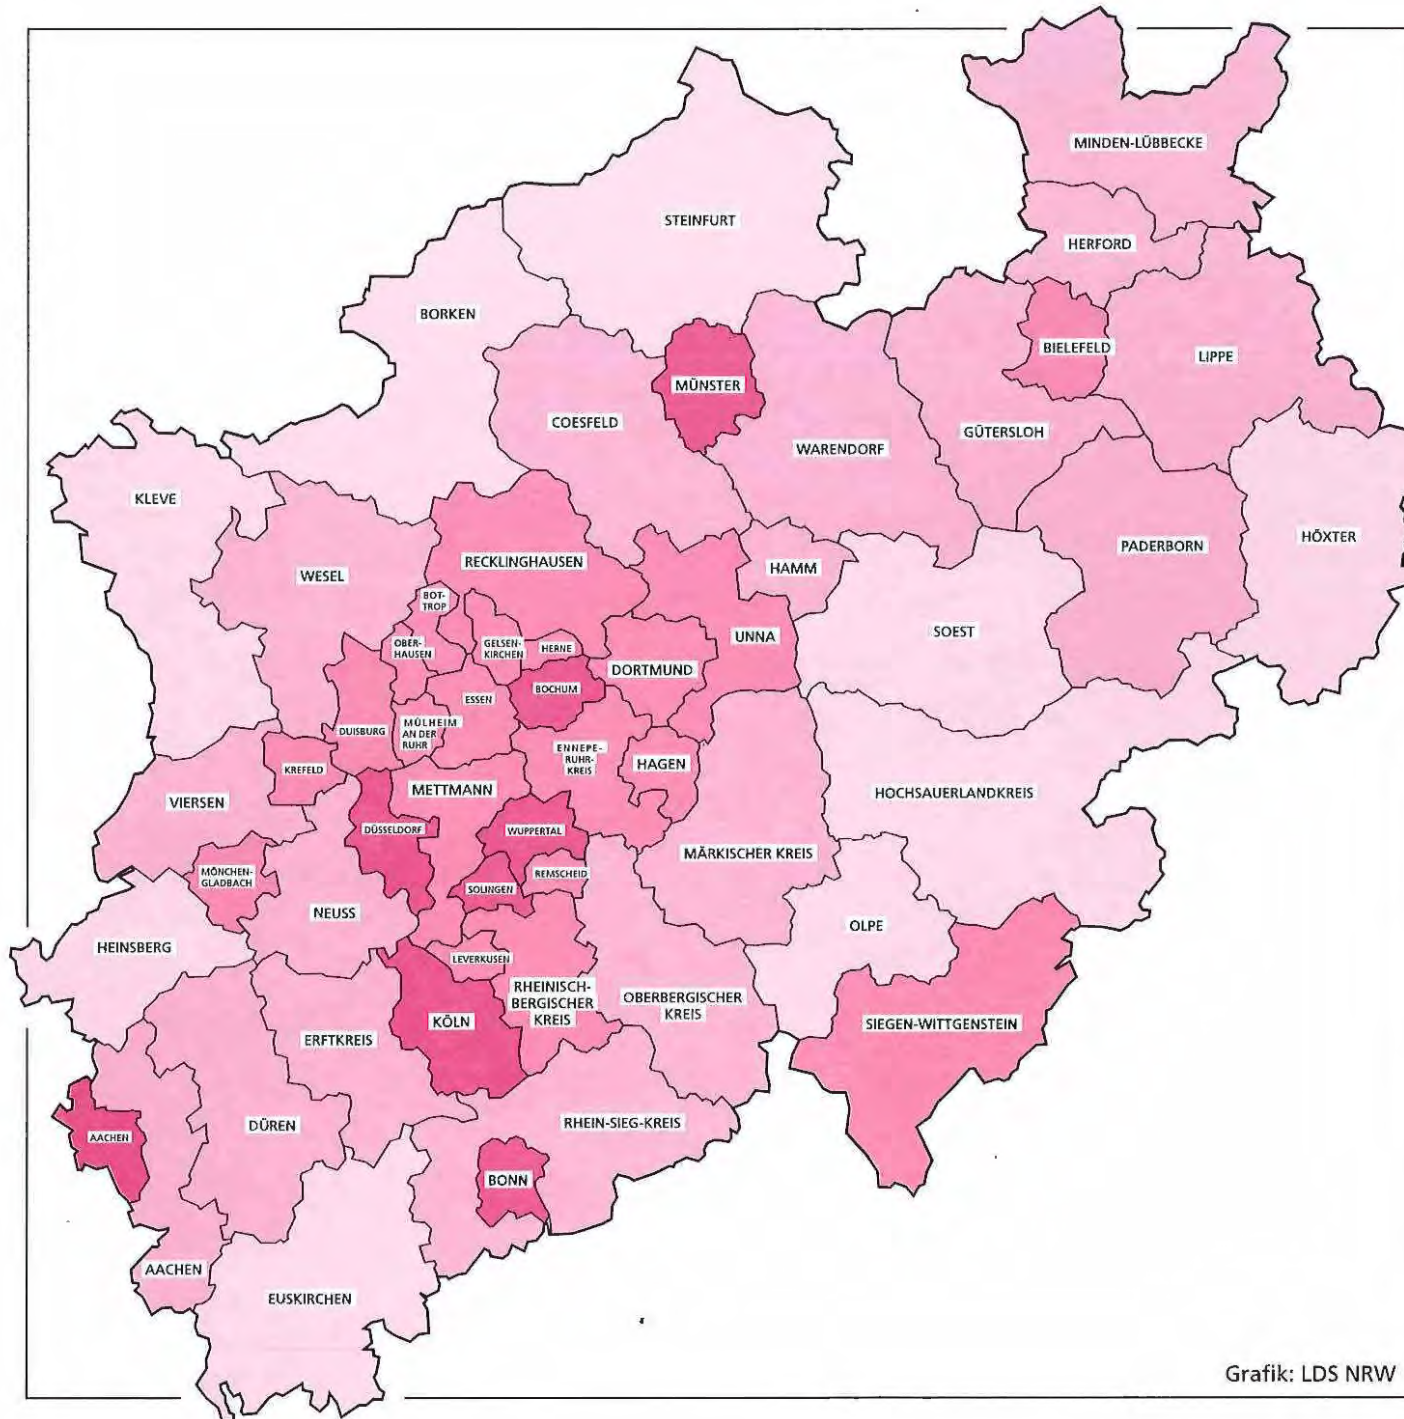 MINDEN-LÜBBECKE
STEINFURT
HERFORD
BORKEN
BIELEFELD
LIPPE
MÜNSTER
COESFELD
GÜTERSLOH
WARENDORF
KLEVE
HÖXTER
PADERBORN
RECKLINGHAUSEN
HAMM
WESEL
BOT-
TROP
SOEST
UNNA
OBER-
HAUSEN
GELSEN-
KIRCHEN
HERNE
DORTMUND
BOCHUM
ESSEN
DUISBURG
MÜLHEIM
AN DER
RUHR
ENNEPE-
RUHR-
KREIS
HAGEN
KREFELD
METTMANN
HOCHSAUERLANDKREIS
VIERSEN
DÜSSELDORF
WUPPERTAL
MÄRKISCHER KREIS
MÖNCHEN-
GLADBACH
REMSCHEID
SOLINGEN
NEUSS
OLPE
HEINSBERG
LEVERKUSEN
RHEINISCH-
BERGISCHER
KREIS
OBERBERGISCHER
KREIS
KÖLN
SIEGEN-WITTGENSTEIN
ERFTKREIS
DÜREN
RHEIN-SIEG-KREIS
AACHEN
BONN
AACHEN
EUSKIRCHEN
Grafik: LDS NRW